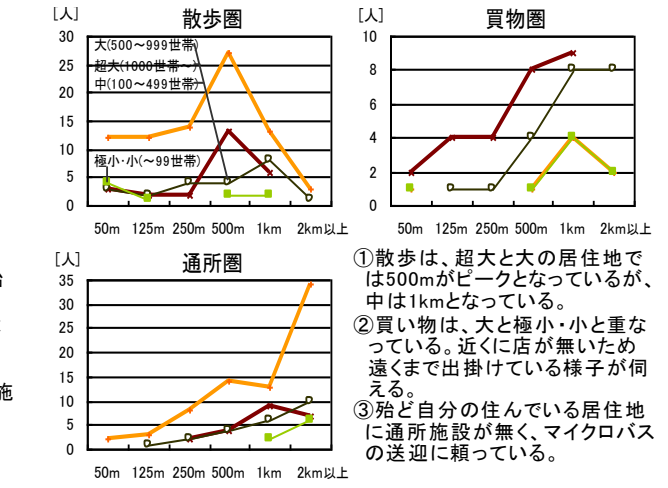 [人]
散歩圏
30
25
20
15
10
5
0
大(500~999世帯)
超大(1000世帯~)
中(100~499世帯)
極小・小(~99世帯)
50m 125m 250m 500m 1km 2km以上
[人]
買物圏
10
8
6
4
2
0
50m 125m 250m 500m 1km 2km以上
[人]
通所圏
35
30
25
20
15
10
5
0
50m 125m 250m 500m 1km 2km以上
①散歩は、超大と大の居住地で
は500mがピークとなっているが、
中は1kmとなっている。
②買い物は、大と極小・小と重な
っている。近くに店が無いため
遠くまで出掛けている様子が伺
える。
③殆ど自分の住んでいる居住地
に通所施設が無く、マイクロバス
の送迎に頼っている。
施